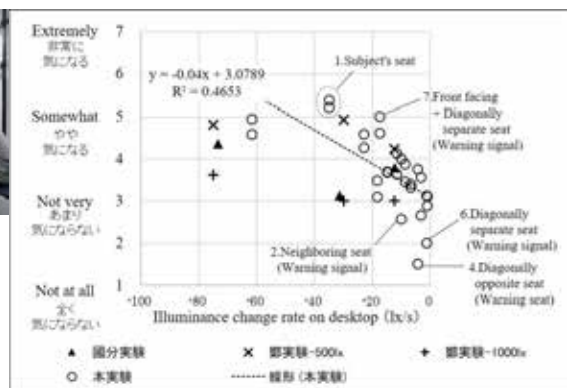 Extremely
非常に
気になる
Somewhat
やや
気になる
Not very
あまり
気にならない
Not at all
全く
気にならない
7
6
5
4
3
2
1
y = -0.04x + 3.0789
R² = 0.4653
1.Subject's seat
7.Front facing
+ Diagonally
separate seat
(Warning signal)
2.Neighboring seat
(Warning signal)
6.Diagonally
separate seat
(Warning signal)
4.Diagonally
opposite seat
(Warning seat)
-100 -80 -60 -40 -20 0
Illuminance change rate on desktop (lx/s)
▲ 國分実験 × 鄭実験-500lx + 鄭実験-1000lx
○ 本実験 ------- 線形 (本実験)